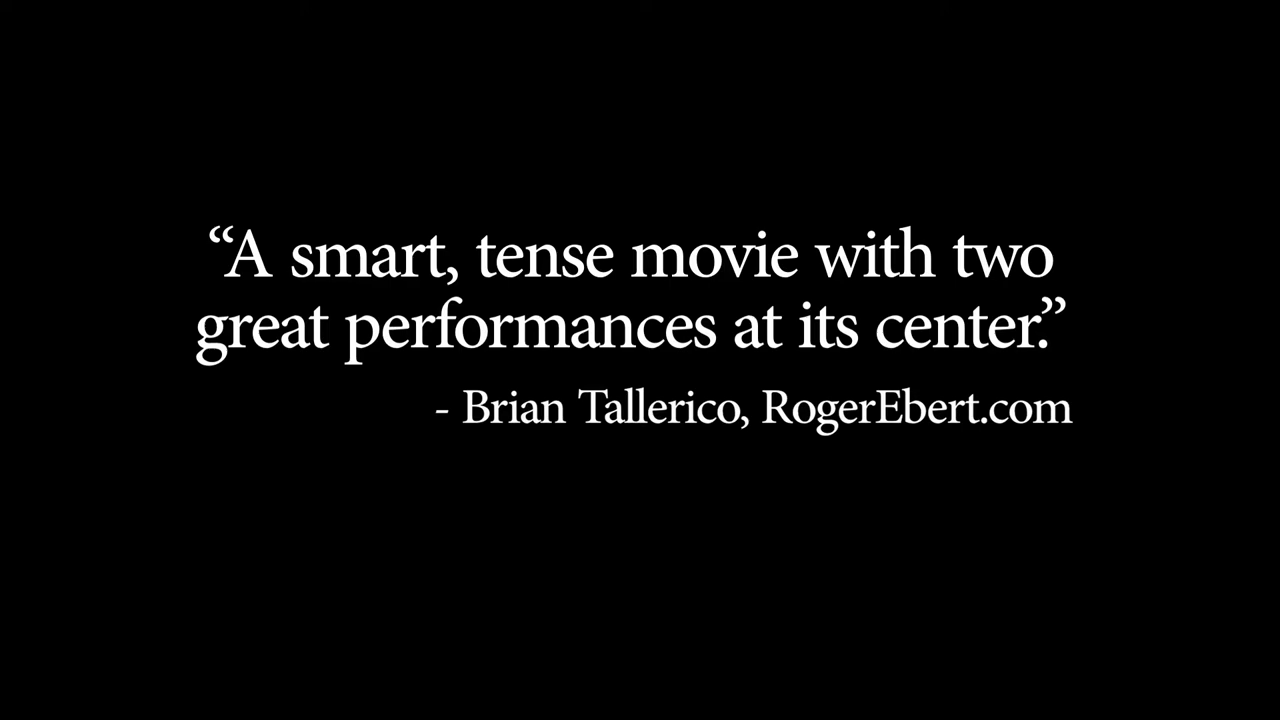 “A smart, tense movie with two
great performances at its center.”
- Brian Tallerico, RogerEbert.com